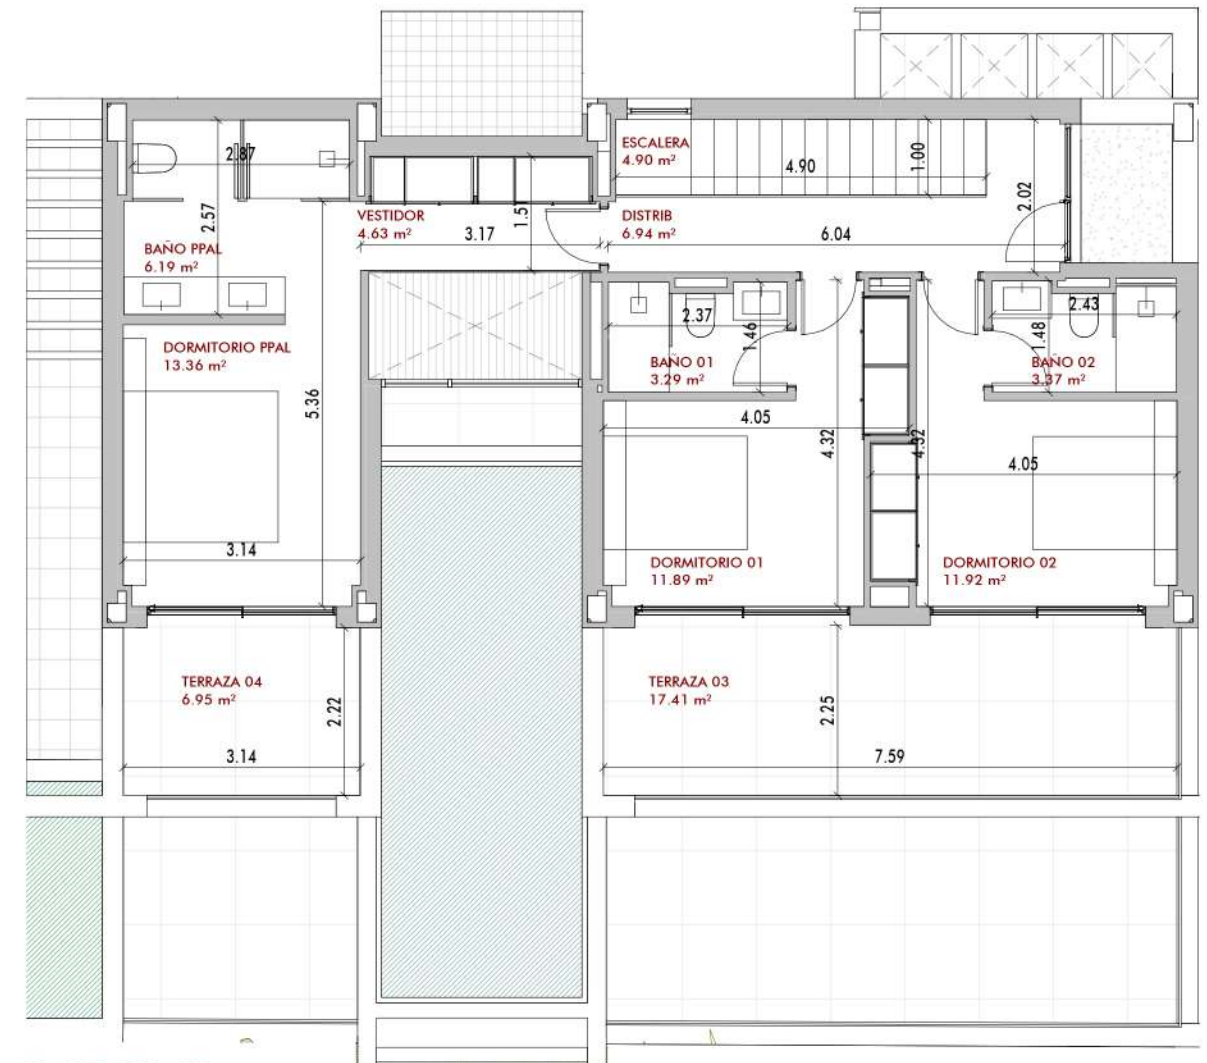 ESCALERA
4.90 m²
4.90
1.00
2.87
2.57
VESTIDOR
4.63 m²
3.17
1.51
DISTRIB
6.94 m²
6.04
2.02
BAÑO PPAL
6.19 m²
DORMITORIO PPAL
13.36 m²
5.36
3.14
2.37
1.46
BAÑO 01
3.29 m²
2.43
1.48
BAÑO 02
3.37 m²
4.05
4.32
4.32
4.05
DORMITORIO 01
11.89 m²
DORMITORIO 02
11.92 m²
TERRAZA 04
6.95 m²
2.22
3.14
TERRAZA 03
17.41 m²
2.25
7.59